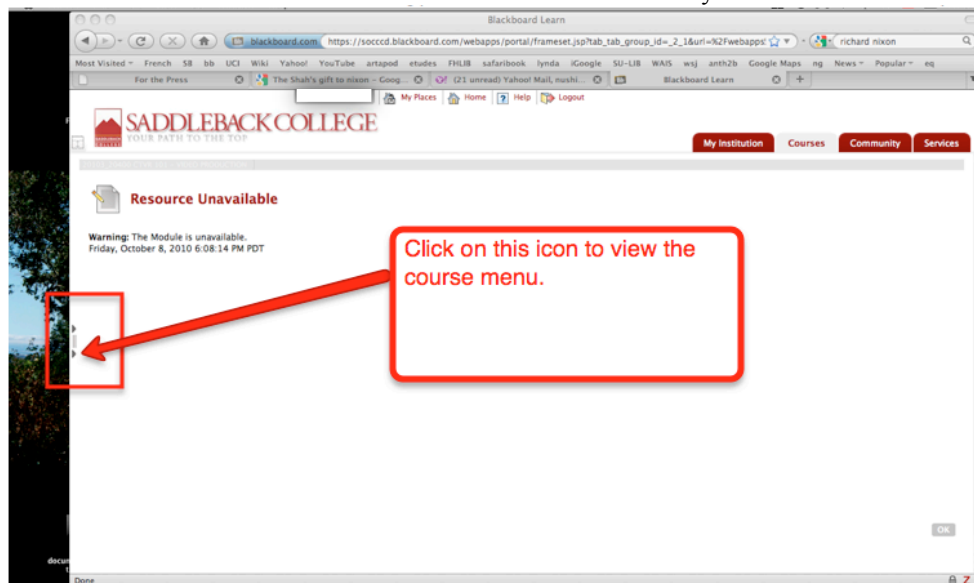 Blackboard Learn
blackboard.com https://socccd.blackboard.com/webapps/portal/frameset.jsp?tab_tab_group_id=_2_1&url=%2Fwebapps richard nixon
Most Visited French SB bb UCI Wiki Yahoo! YouTube artapod etudes FHLIB safaribook lynda iGoogle SU-LIB WAIS wsj anth2b Google Maps ng News Popular eq
For the Press The Shah's gift to nixon - Goog... (21 unread) Yahoo! Mail, nushi... Blackboard Learn
My Places Home Help Logout
SADDLEBACK COLLEGE
YOUR PATH TO THE TOP
My Institution Courses Community Services
Resource Unavailable
Warning: The Module is unavailable.
Friday, October 8, 2010 6:08:14 PM PDT
Click on this icon to view the
course menu.
OK
docum
Done